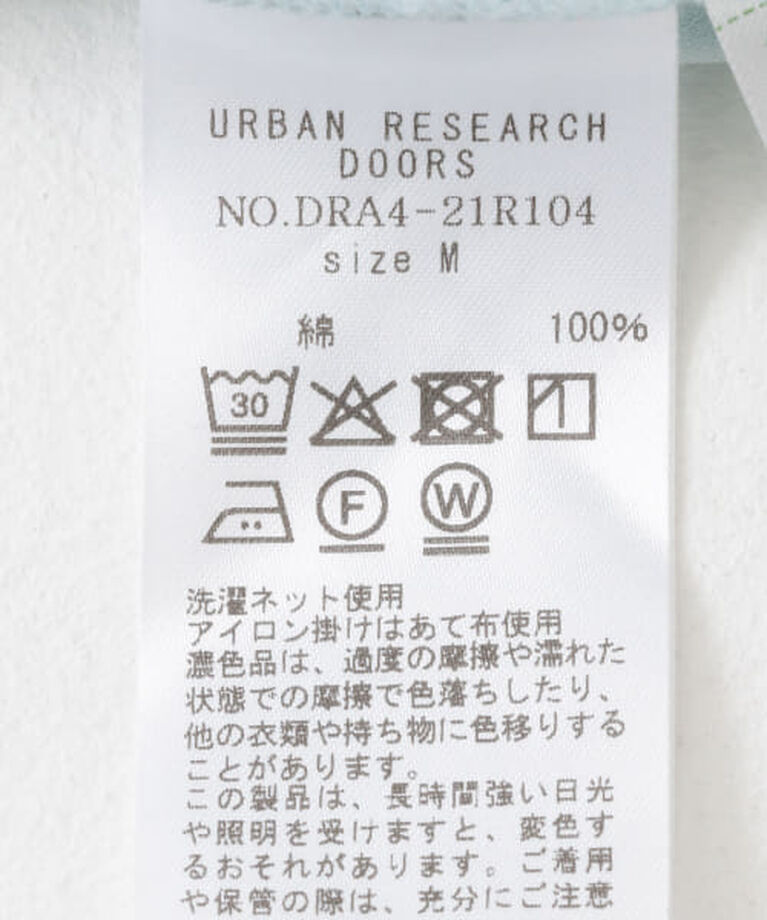 URBAN RESEARCH
DOORS
NO.DRA4-21R104
size M
綿 100%
30
F W
洗濯ネット使用
アイロン掛けはあて布使用
濃色品は、過度の摩擦や濡れた
状態での摩擦で色落ちしたり、
他の衣類や持ち物に色移りする
ことがあります。
この製品は、長時間強い日光
や照明を受けますと、変色す
るおそれがあります。ご着用
や保管の際は、充分にご注意